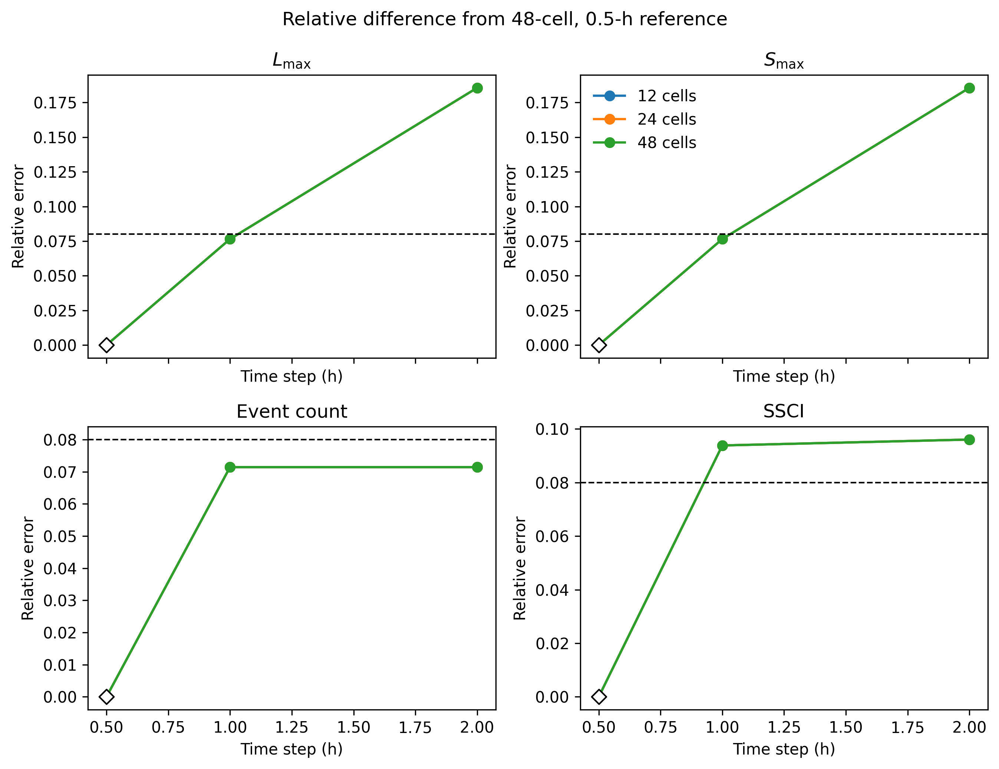 Relative difference from 48-cell, 0.5-h reference
L_max
Relative error
0.175
0.150
0.125
0.100
0.075
0.050
0.025
0.000
Time step (h)
S_max
Relative error
0.175
0.150
0.125
0.100
0.075
0.050
0.025
0.000
12 cells
24 cells
48 cells
Time step (h)
Event count
Relative error
0.08
0.07
0.06
0.05
0.04
0.03
0.02
0.01
0.00
0.50 0.75 1.00 1.25 1.50 1.75 2.00
Time step (h)
SSCI
Relative error
0.10
0.08
0.06
0.04
0.02
0.00
0.50 0.75 1.00 1.25 1.50 1.75 2.00
Time step (h)